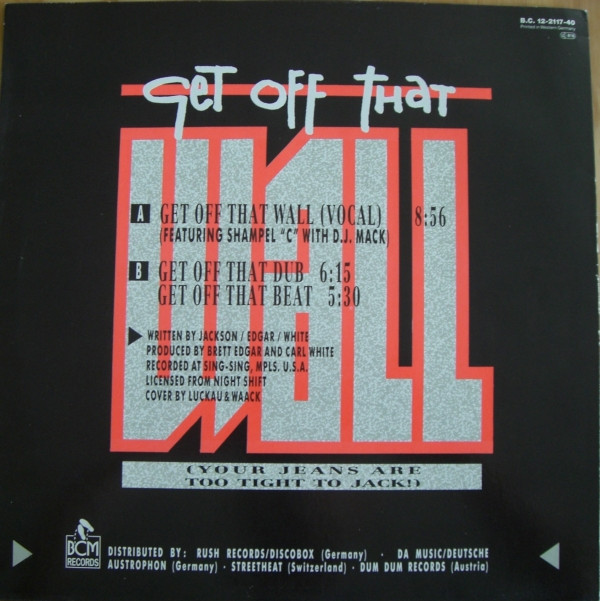 B.C. 12-2117-40
Printed in Western Germany
GET OFF THAT
WALL
A GET OFF THAT WALL (VOCAL) 8:56
(FEATURING SHAMPEL "C" WITH D.J. MACK)
B GET OFF THAT DUB 6:15
GET OFF THAT BEAT 5:30
WRITTEN BY JACKSON / EDGAR / WHITE
PRODUCED BY BRETT EDGAR AND CARL WHITE
RECORDED AT SING-SING, MPLS. U.S.A.
LICENSED FROM NIGHT SHIFT
COVER BY LUCKAU & WAACK
(YOUR JEANS ARE
TOO TIGHT TO JACK!)
BCM
RECORDS
DISTRIBUTED BY: RUSH RECORDS/DISCOBOX (Germany) · DA MUSIC/DEUTSCHE
AUSTROPHON (Germany) · STREETHEAT (Switzerland) · DUM DUM RECORDS (Austria)